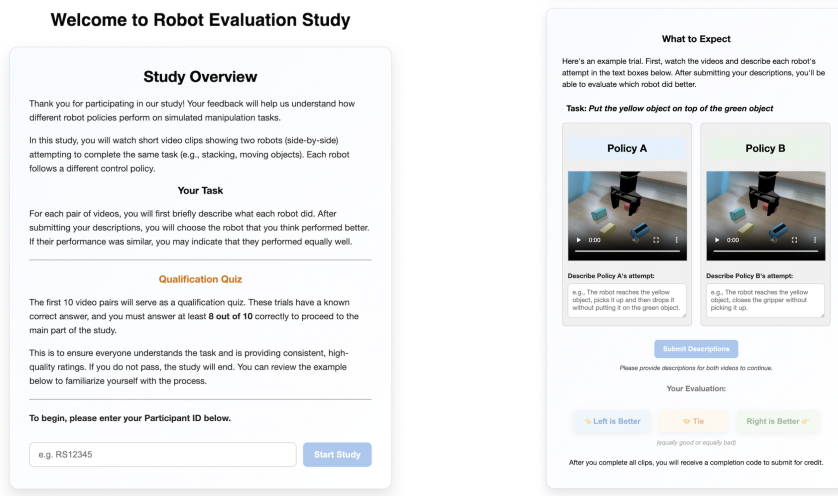 Welcome to Robot Evaluation Study
Study Overview
Thank you for participating in our study! Your feedback will help us understand how
different robot policies perform on simulated manipulation tasks.
In this study, you will watch short video clips showing two robots (side-by-side)
attempting to complete the same task (e.g., stacking, moving objects). Each robot
follows a different control policy.
Your Task
For each pair of videos, you will first briefly describe what each robot did. After
submitting your descriptions, you will choose the robot that you think performed better.
If their performance was similar, you may indicate that they performed equally well.
Qualification Quiz
The first 10 video pairs will serve as a qualification quiz. These trials have a known
correct answer, and you must answer at least 8 out of 10 correctly to proceed to the
main part of the study.
This is to ensure everyone understands the task and is providing consistent, high-
quality ratings. If you do not pass, the study will end. You can review the example
below to familiarize yourself with the process.
To begin, please enter your Participant ID below.
e.g. RS12345
Start Study
What to Expect
Here's an example trial. First, watch the videos and describe each robot's
attempt in the text boxes below. After submitting your descriptions, you'll be
able to evaluate which robot did better.
Task: Put the yellow object on top of the green object
Policy A
0:00
Describe Policy A's attempt:
e.g., The robot reaches the yellow
object, picks it up and then drops it
without putting it on the green object.
Policy B
0:00
Describe Policy B's attempt:
e.g., The robot reaches the yellow
object, closes the gripper without
picking it up.
Submit Descriptions
Please provide descriptions for both videos to continue.
Your Evaluation:
👈 Left is Better
🤝 Tie
Right is Better 👉
(equally good or equally bad)
After you complete all clips, you will receive a completion code to submit for credit.